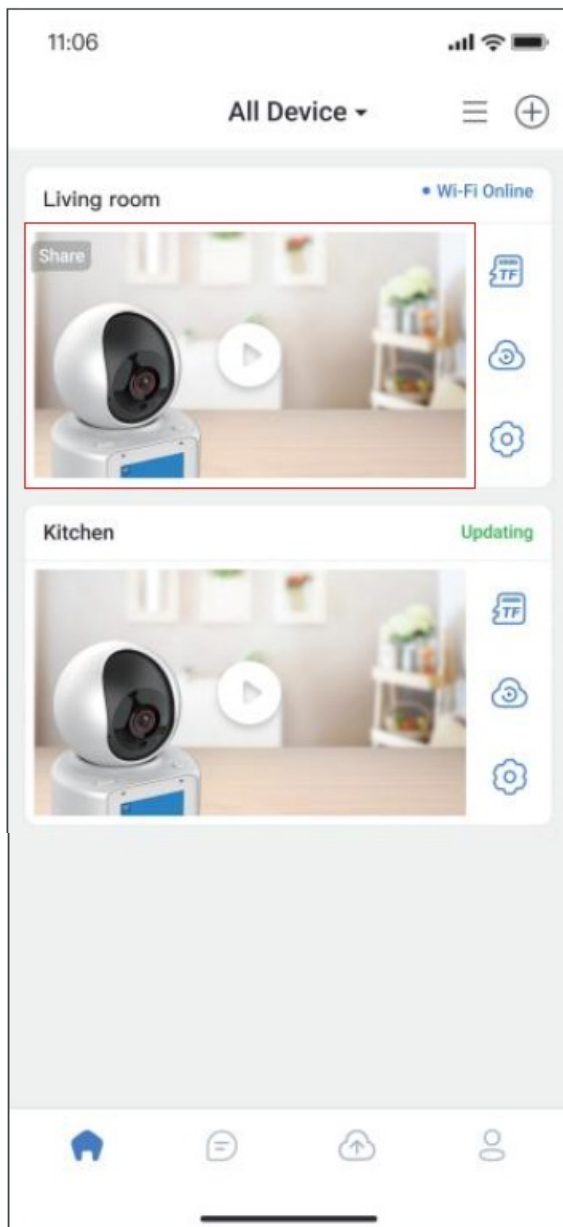 11:06
All Device
Living room
Wi-Fi Online
Share
TF
Kitchen
Updating
TF